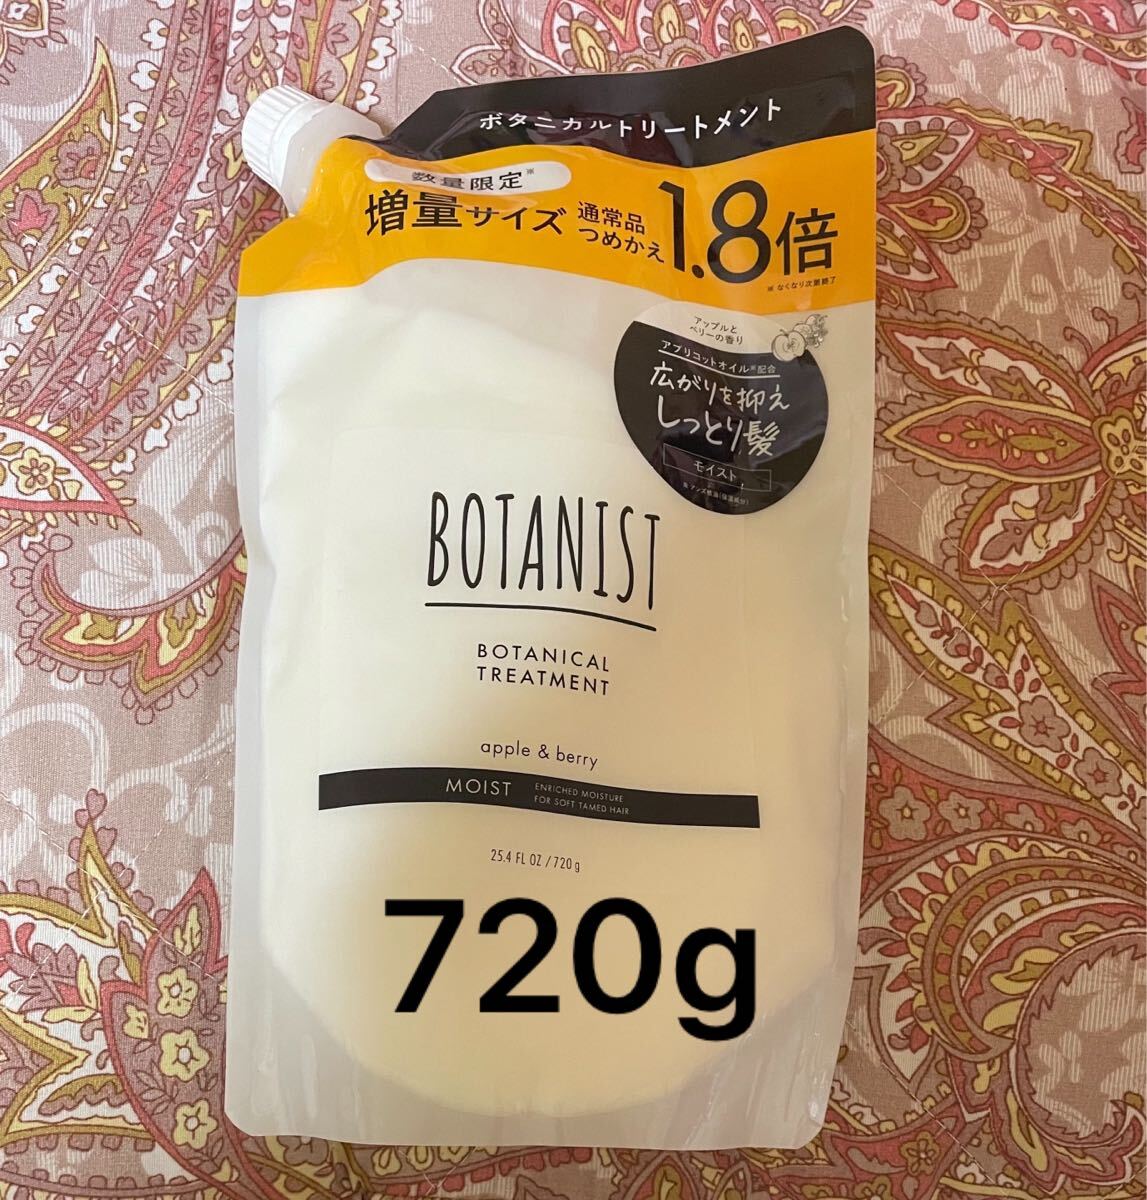 ボタニカルトリートメント
数量限定※
増量サイズ 通常品つめかえ 1.8倍
※なくなり次第終了
アップルと
ベリーの香り
アプリコットオイル※配合
広がりを抑え
しっとり髪
モイスト
BOTANIST
BOTANICAL
TREATMENT
apple & berry
MOIST ENRICHED MOISTURE
FOR SOFT TAMED HAIR
25.4 FL OZ / 720g
720g